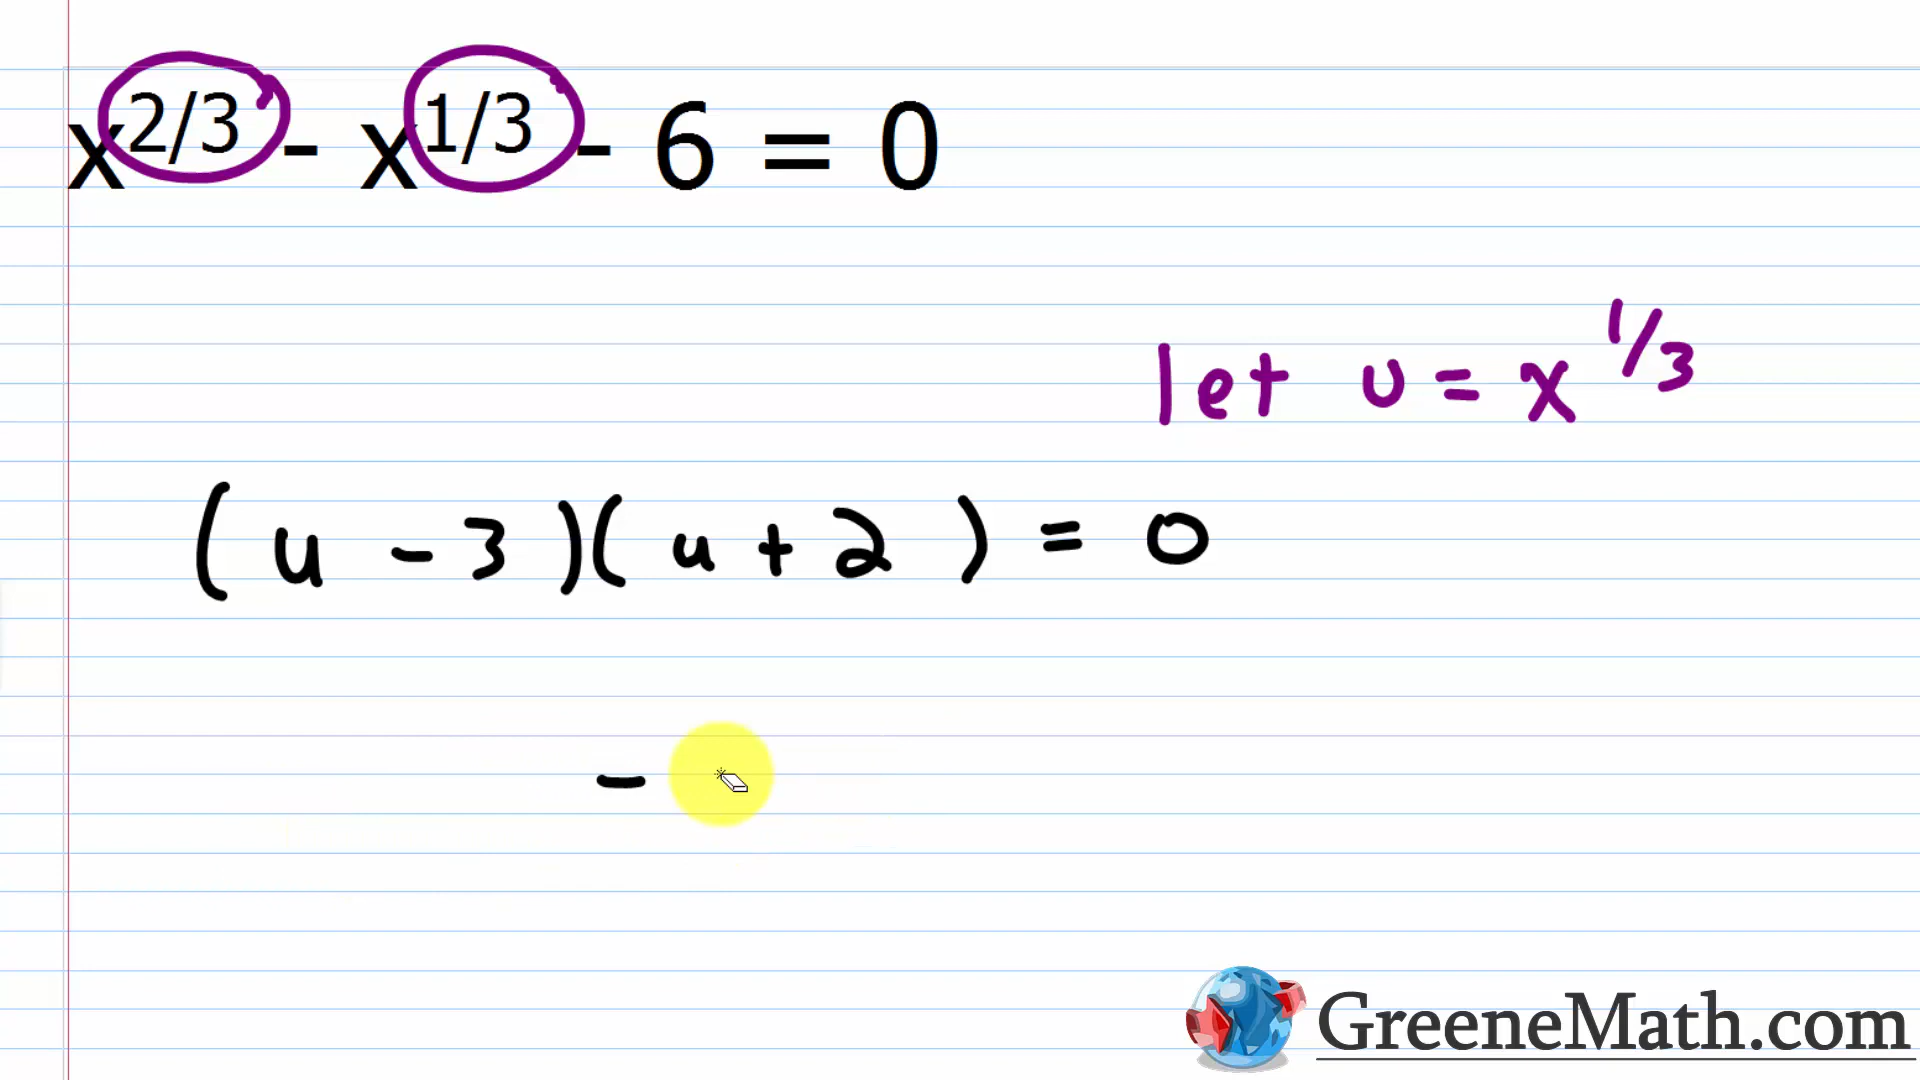 x^2/3 - x^1/3 - 6 = 0
let u = x^1/3
(u - 3)(u + 2) = 0
-
GreeneMath.com